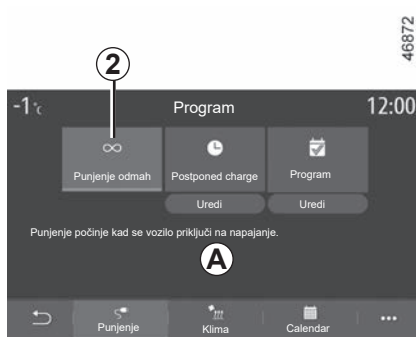 46872
2
-1°c Program 12:00
Punjenje odmah Postponed charge Program
Uredi Uredi
Punjenje počinje kad se vozilo priključi na napajanje.
A
Punjenje Klima Calendar